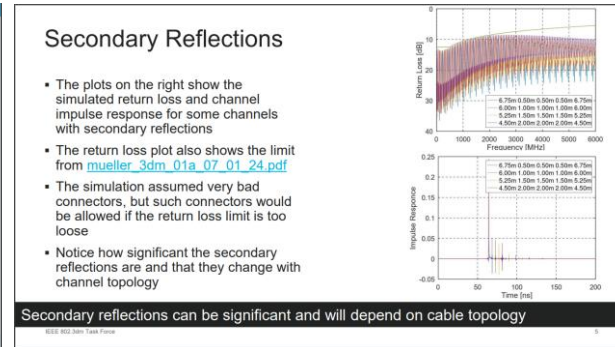 Secondary Reflections
▪ The plots on the right show the
simulated return loss and channel
impulse response for some channels
with secondary reflections
▪ The return loss plot also shows the limit
from mueller_3dm_01a_07_01_24.pdf
▪ The simulation assumed very bad
connectors, but such connectors would
be allowed if the return loss limit is too
loose
▪ Notice how significant the secondary
reflections are and that they change with
channel topology
0
10
20
30
40
Return Loss [dB]
6.75m 0.50m 0.50m 0.50m 6.75m
6.00m 1.00m 1.00m 1.00m 6.00m
5.25m 1.50m 1.50m 1.50m 5.25m
4.50m 2.00m 2.00m 2.00m 4.50m
0 1000 2000 3000 4000 5000 6000
Frequency [MHz]
0.25
0.2
0.15
0.1
0.05
0
-0.05
Impulse Responce
6.75m 0.50m 0.50m 0.50m 6.75m
6.00m 1.00m 1.00m 1.00m 6.00m
5.25m 1.50m 1.50m 1.50m 5.25m
4.50m 2.00m 2.00m 2.00m 4.50m
0 50 100 150 200
Time [ns]
Secondary reflections can be significant and will depend on cable topology
IEEE 802.3dm Task Force
5